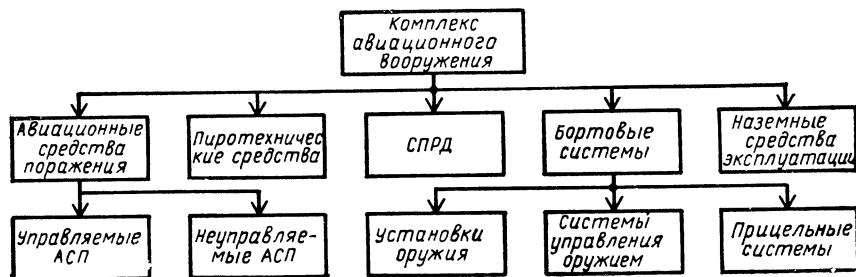 Комплекс
авиационного
вооружения
Авиационные
средства
поражения
Пиротехничес-
кие средства
СПРД
Бортовые
системы
Наземные
средства
эксплуатации
Управляемые
АСП
Неуправляе-
мые АСП
Установки
оружия
Системы
управления
оружием
Прицельные
системы